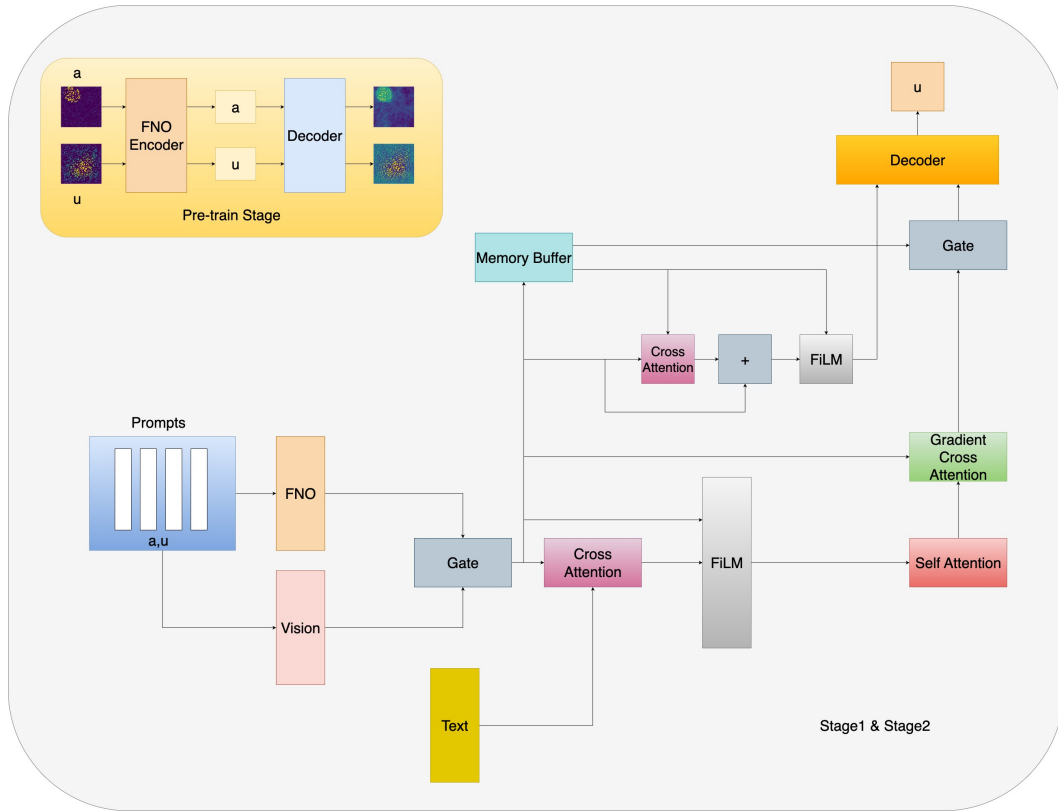 a
FNO
Encoder
a
Decoder
u
u
Pre-train Stage
u
Decoder
Memory Buffer
Gate
Cross
Attention
+
FiLM
Prompts
a,u
FNO
Gradient
Cross
Attention
Gate
Cross
Attention
FiLM
Self Attention
Vision
Text
Stage1 & Stage2